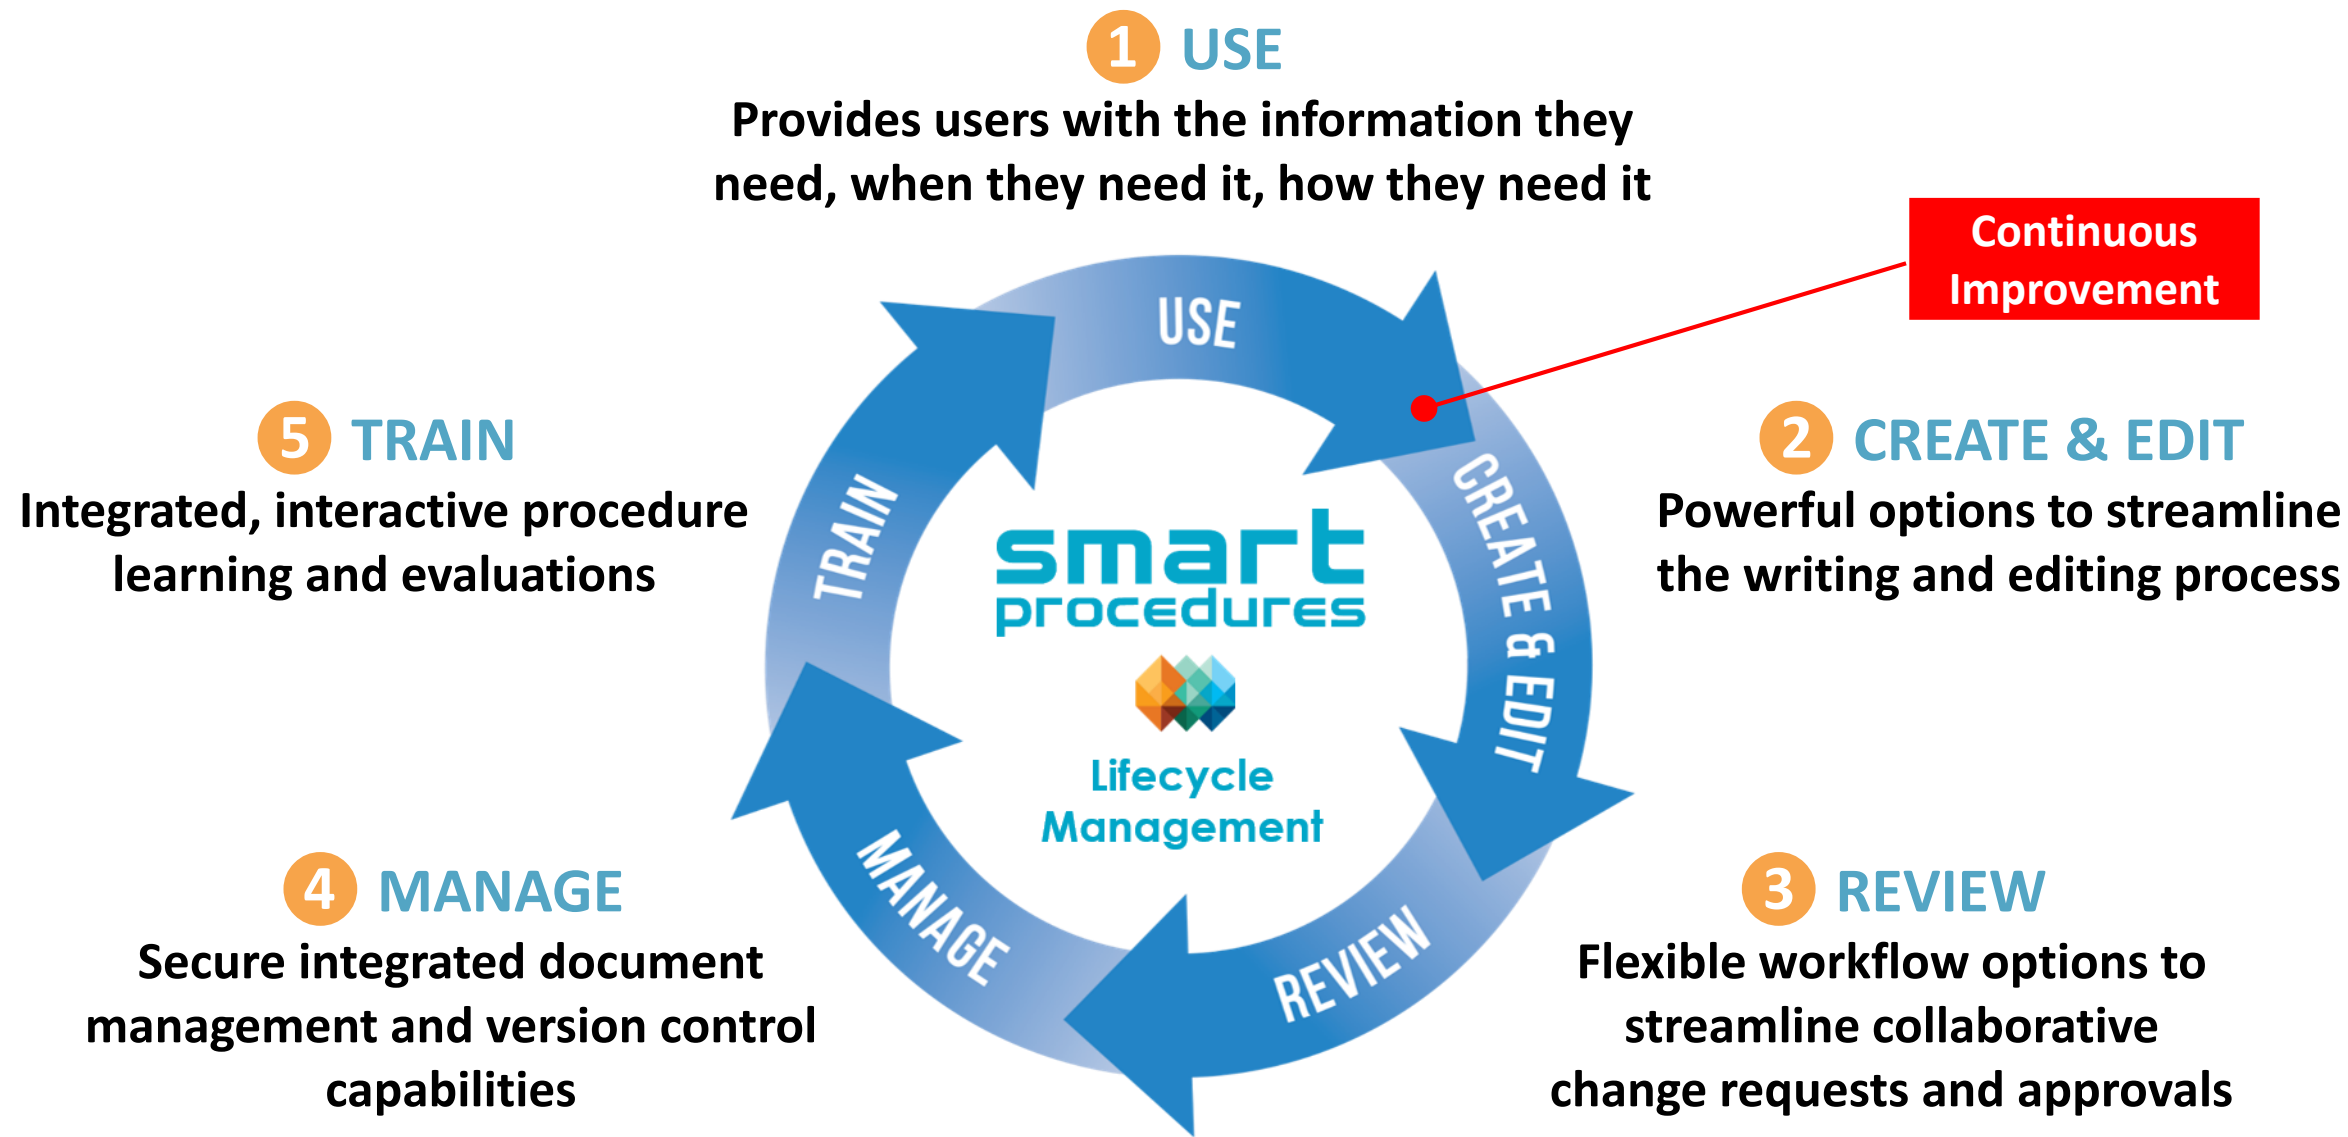 1 USE
Provides users with the information they
need, when they need it, how they need it
Continuous
Improvement
2 CREATE & EDIT
Powerful options to streamline
the writing and editing process
3 REVIEW
Flexible workflow options to
streamline collaborative
change requests and approvals
4 MANAGE
Secure integrated document
management and version control
capabilities
5 TRAIN
Integrated, interactive procedure
learning and evaluations
USE
CREATE & EDIT
REVIEW
MANAGE
TRAIN
smart
procedures
Lifecycle
Management